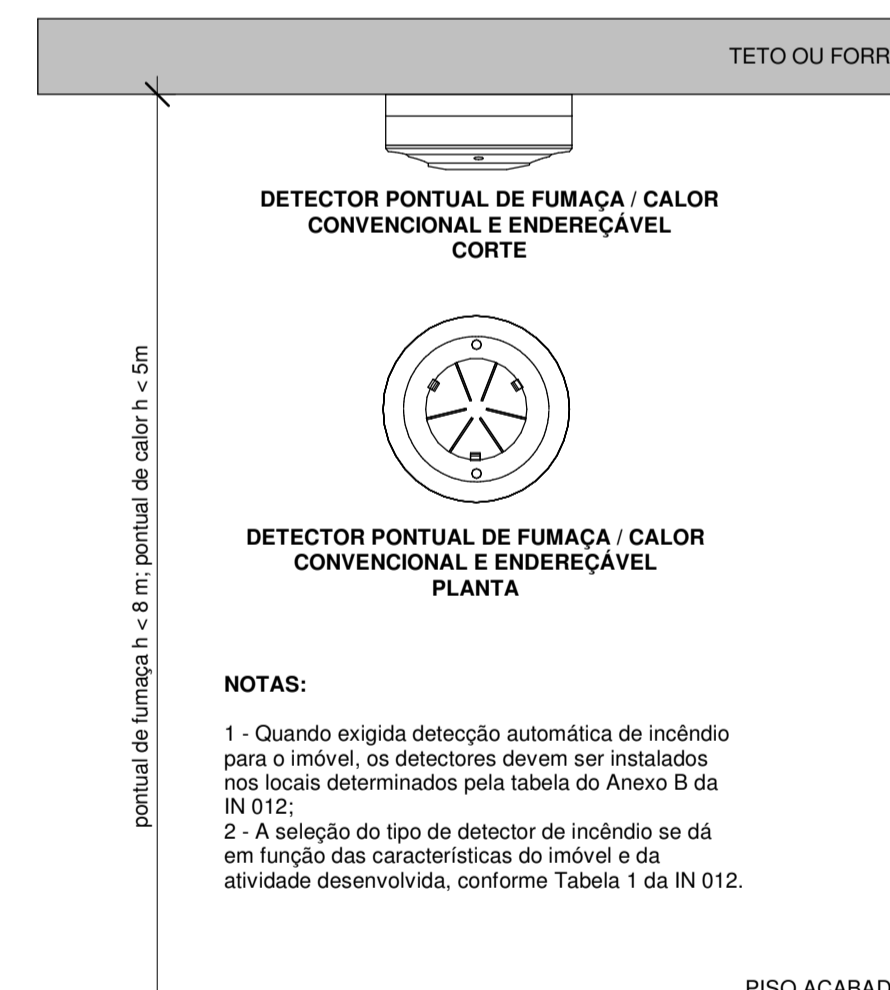 TETO OU FORR
DETECTOR PONTUAL DE FUMAÇA / CALOR
CONVENCIONAL E ENDEREÇÁVEL
CORTE
pontual de fumaça h < 8 m; pontual de calor h < 5m
DETECTOR PONTUAL DE FUMAÇA / CALOR
CONVENCIONAL E ENDEREÇÁVEL
PLANTA
NOTAS:
1 - Quando exigida detecção automática de incêndio
para o imóvel, os detectores devem ser instalados
nos locais determinados pela tabela do Anexo B da
IN 012;
2 - A seleção do tipo de detector de incêndio se dá
em função das características do imóvel e da
atividade desenvolvida, conforme Tabela 1 da IN 012.
PISO ACABAD